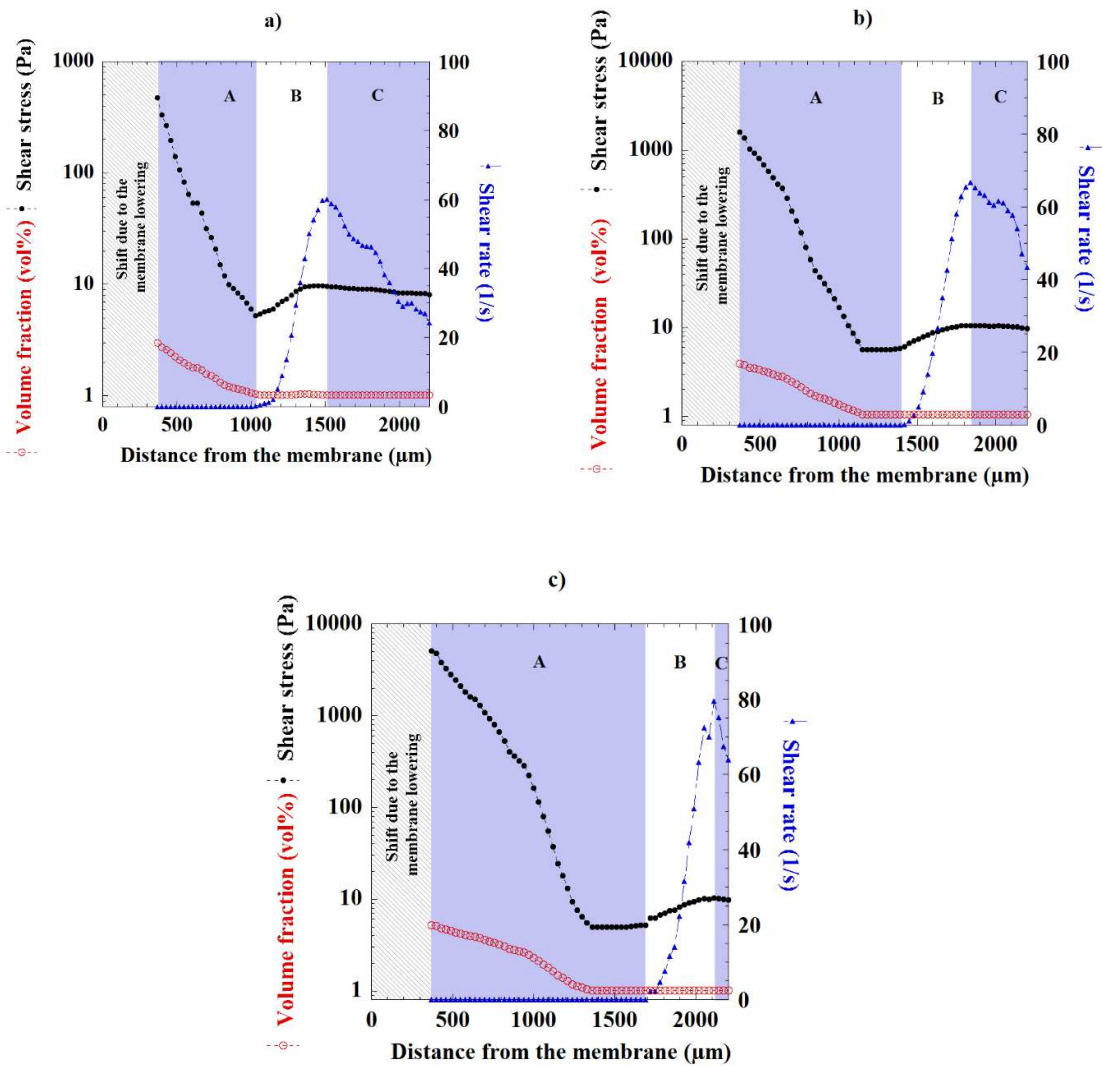 a)
Volume fraction (vol%) Shear stress (Pa)
1000
100
10
1
100
80
60
40
20
0
Shear rate (1/s)
A
B
C
Shift due to the
membrane lowering
0 500 1000 1500 2000
Distance from the membrane (µm)
b)
Volume fraction (vol%) Shear stress (Pa)
10000
1000
100
10
1
100
80
60
40
20
0
Shear rate (1/s)
A
B
C
Shift due to the
membrane lowering
0 500 1000 1500 2000
Distance from the membrane (µm)
c)
Volume fraction (vol%) Shear stress (Pa)
10000
1000
100
10
1
100
80
60
40
20
0
Shear rate (1/s)
A
B
C
Shift due to the
membrane lowering
0 500 1000 1500 2000
Distance from the membrane (µm)